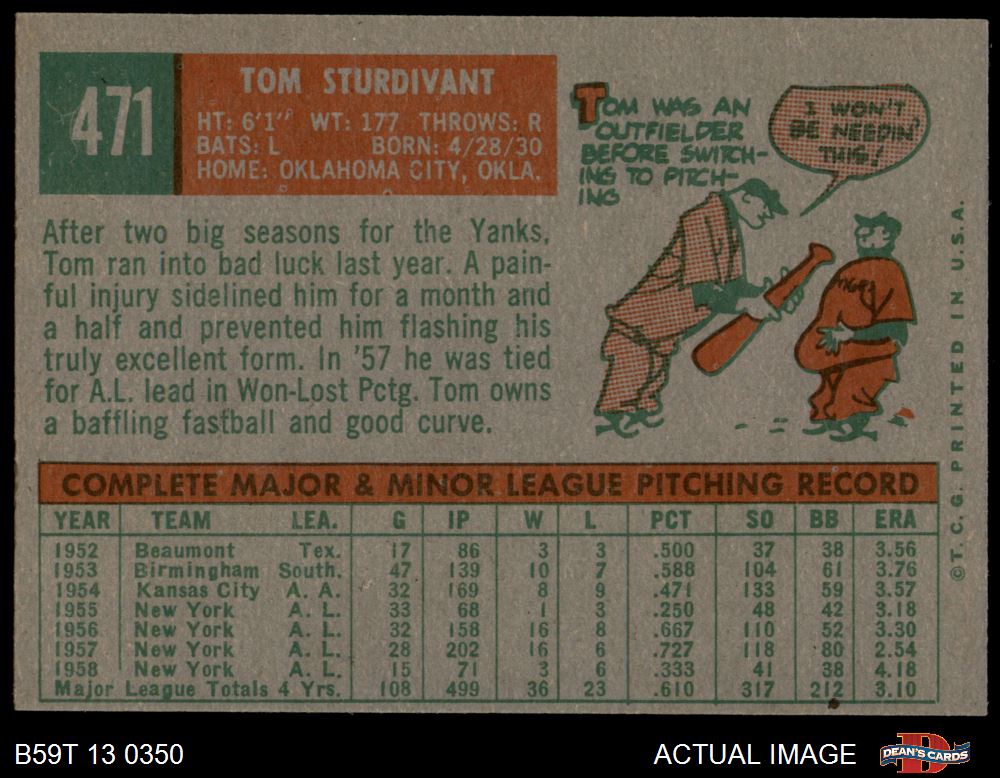 471
TOM STURDIVANT
HT: 6'1" WT: 177 THROWS: R
BATS: L BORN: 4/28/30
HOME: OKLAHOMA CITY, OKLA.
After two big seasons for the Yanks,
Tom ran into bad luck last year. A pain-
ful injury sidelined him for a month and
a half and prevented him flashing his
truly excellent form. In '57 he was tied
for A.L. lead in Won-Lost Pctg. Tom owns
a baffling fastball and good curve.
TOM WAS AN
OUTFIELDER
BEFORE SWITCH-
ING TO PITCH-
ING
I WON'T
BE NEEDIN'
THIS!
COMPLETE MAJOR & MINOR LEAGUE PITCHING RECORD
YEAR TEAM LEA. G IP W L PCT SO BB ERA
1952 Beaumont Tex. 17 86 3 3 .500 37 38 3.56
1953 Birmingham South. 47 139 10 7 .588 104 61 3.76
1954 Kansas City A. A. 32 169 8 9 .471 133 59 3.57
1955 New York A. L. 33 68 1 3 .250 48 42 3.18
1956 New York A. L. 32 158 16 8 .667 110 52 3.30
1957 New York A. L. 28 202 16 6 .727 118 80 2.54
1958 New York A. L. 15 71 3 6 .333 41 38 4.18
Major League Totals 4 Yrs. 108 499 36 23 .610 317 212 3.10
© T. C. G. PRINTED IN U.S.A.
B59T 13 0350
ACTUAL IMAGE
DEAN'S CARDS